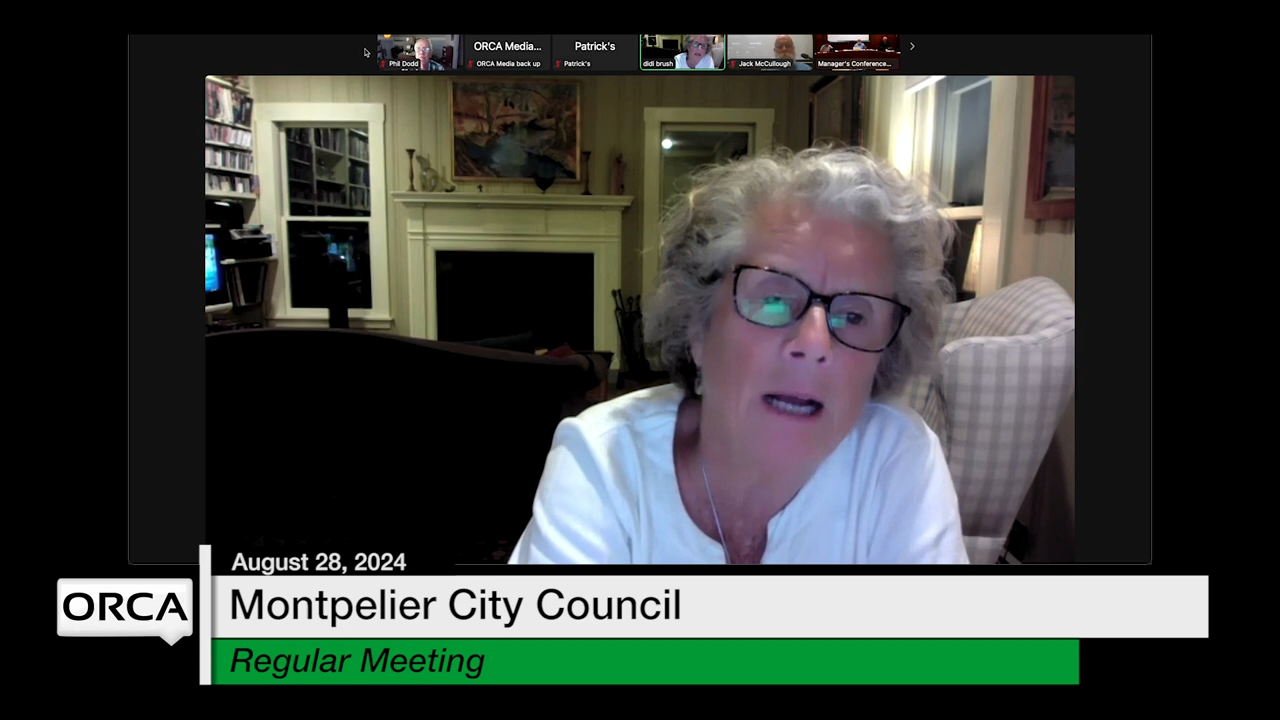 ORCA Media...
Patrick's
Phil Dodd
ORCA Media back up
Patrick's
didi brush
Jack McCullough
Manager's Conference...
August 28, 2024
ORCA
Montpelier City Council
Regular Meeting